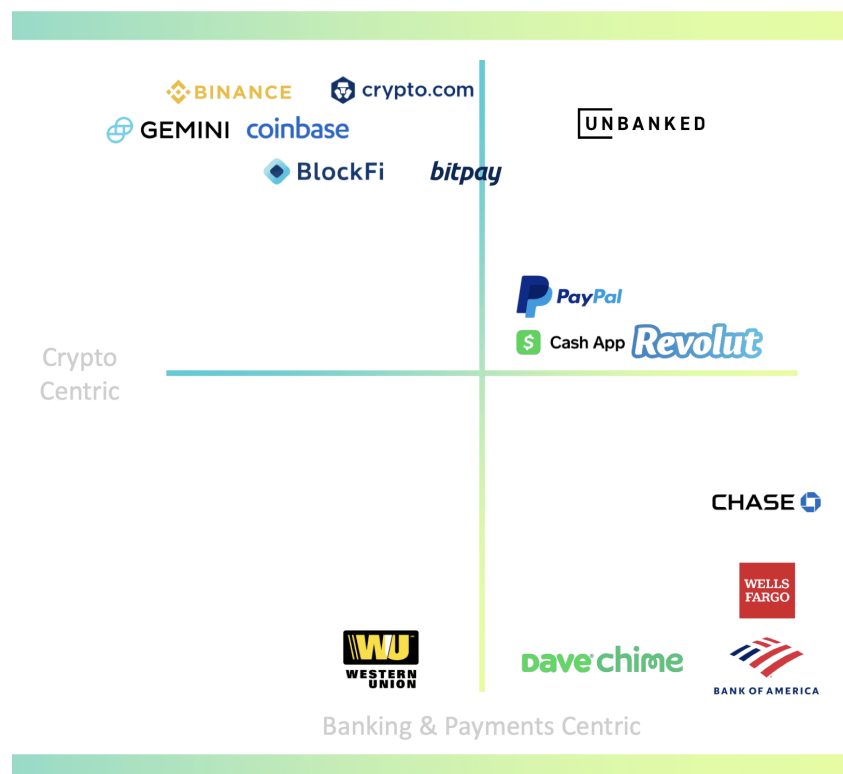 BINANCE
crypto.com
GEMINI
coinbase
UNBANKED
BlockFi
bitpay
PayPal
$
Cash App
Revolut
Crypto
Centric
CHASE
WELLS
FARGO
WU
WESTERN
UNION
Dave
chime
BANK OF AMERICA
Banking & Payments Centric